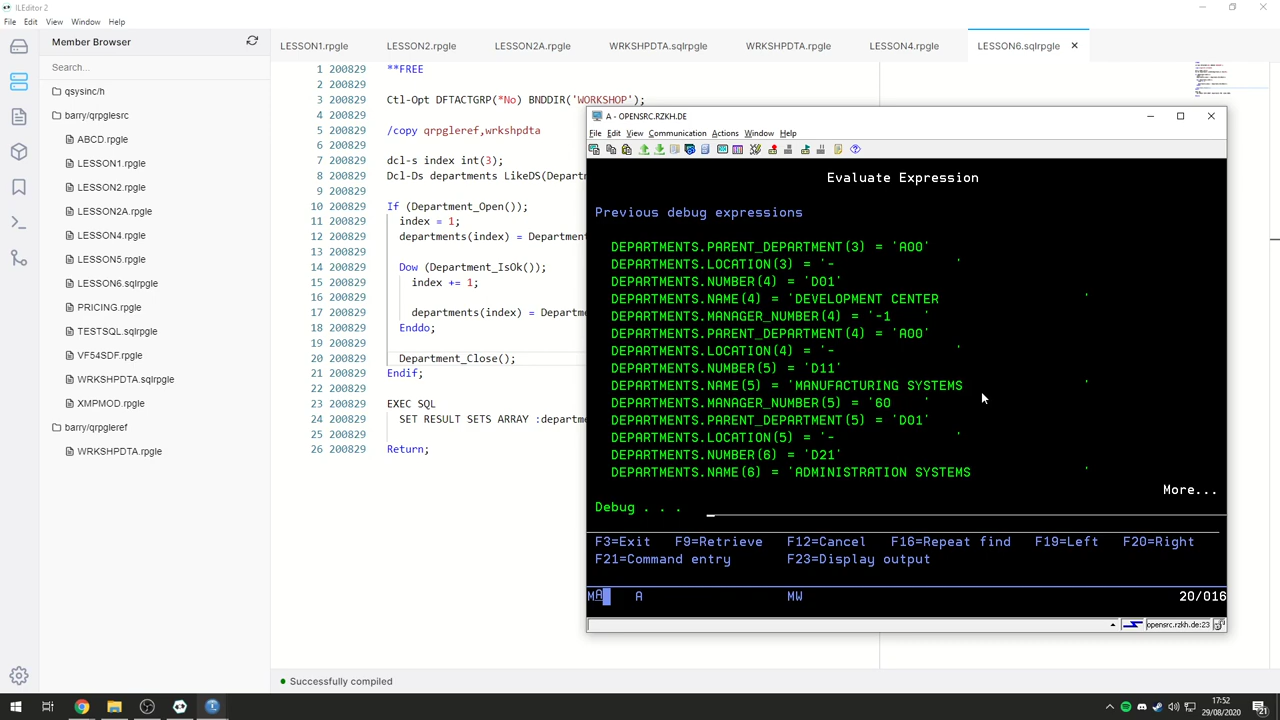 ILEditor 2
File Edit View Window Help
Member Browser
Search...
qsysinc/h
barry/qrpglesrc
ABCD.rpgle
LESSON1.rpgle
LESSON2.rpgle
LESSON2A.rpgle
LESSON4.rpgle
LESSON5.rpgle
LESSON6.sqlrpgle
PRICING.rpgle
TESTSQL.sqlrpgle
VF54SDF.rpgle
WRKSHPDTA.sqlrpgle
XMPMOD.rpgle
barry/qrpgleref
WRKSHPDTA.rpgle
LESSON1.rpgle LESSON2.rpgle LESSON2A.rpgle WRKSHPDTA.sqlrpgle WRKSHPDTA.rpgle LESSON4.rpgle LESSON6.sqlrpgle
1 200829 **FREE
2 200829
3 200829 Ctl-Opt DFTACTGRP(*No) BNDDIR('WORKSHOP');
4 200829
5 200829 /copy qrpgleref,wrkshpdta
6 200829
7 200829 dcl-s index int(3);
8 200829 Dcl-Ds departments LikeDS(Depart
9 200829
10 200829 If (Department_Open());
11 200829 index = 1;
12 200829 departments(index) = Departme
13 200829
14 200829 Dow (Department_IsOk());
15 200829 index += 1;
16 200829
17 200829 departments(index) = Departm
18 200829 Enddo;
19 200829
20 200829 Department_Close();
21 200829 Endif;
22 200829
23 200829 EXEC SQL
24 200829 SET RESULT SETS ARRAY :departme
25 200829
26 200829 Return;
Successfully compiled
A - OPENSRC.RZKH.DE
File Edit View Communication Actions Window Help
Evaluate Expression
Previous debug expressions
DEPARTMENTS.PARENT_DEPARTMENT(3) = 'A00'
DEPARTMENTS.LOCATION(3) = '- '
DEPARTMENTS.NUMBER(4) = 'D01'
DEPARTMENTS.NAME(4) = 'DEVELOPMENT CENTER '
DEPARTMENTS.MANAGER_NUMBER(4) = '-1 '
DEPARTMENTS.PARENT_DEPARTMENT(4) = 'A00'
DEPARTMENTS.LOCATION(4) = '- '
DEPARTMENTS.NUMBER(5) = 'D11'
DEPARTMENTS.NAME(5) = 'MANUFACTURING SYSTEMS '
DEPARTMENTS.MANAGER_NUMBER(5) = '60 '
DEPARTMENTS.PARENT_DEPARTMENT(5) = 'D01'
DEPARTMENTS.LOCATION(5) = '- '
DEPARTMENTS.NUMBER(6) = 'D21'
DEPARTMENTS.NAME(6) = 'ADMINISTRATION SYSTEMS '
More...
Debug . . .
F3=Exit F9=Retrieve F12=Cancel F16=Repeat find F19=Left F20=Right
F21=Command entry F23=Display output
MA A MW 20/016
opensrc.rzkh.de:23
17:52
29/08/2020
21